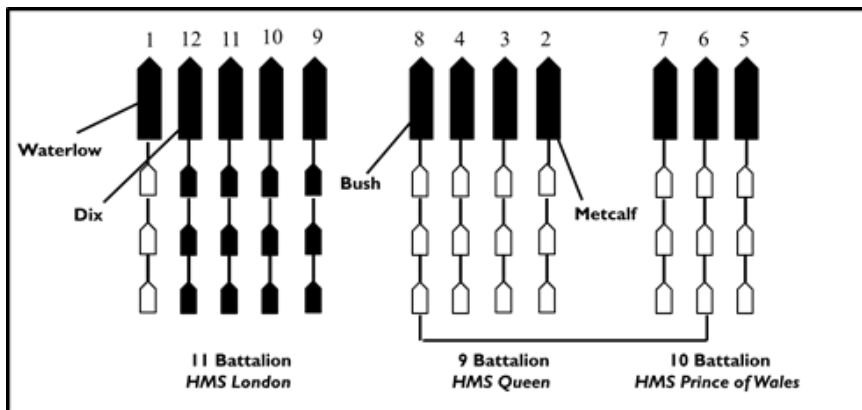 1 12 11 10 9 8 4 3 2 7 6 5
Waterlow
Dix
Bush
Metcalf
11 Battalion
HMS London
9 Battalion
HMS Queen
10 Battalion
HMS Prince of Wales